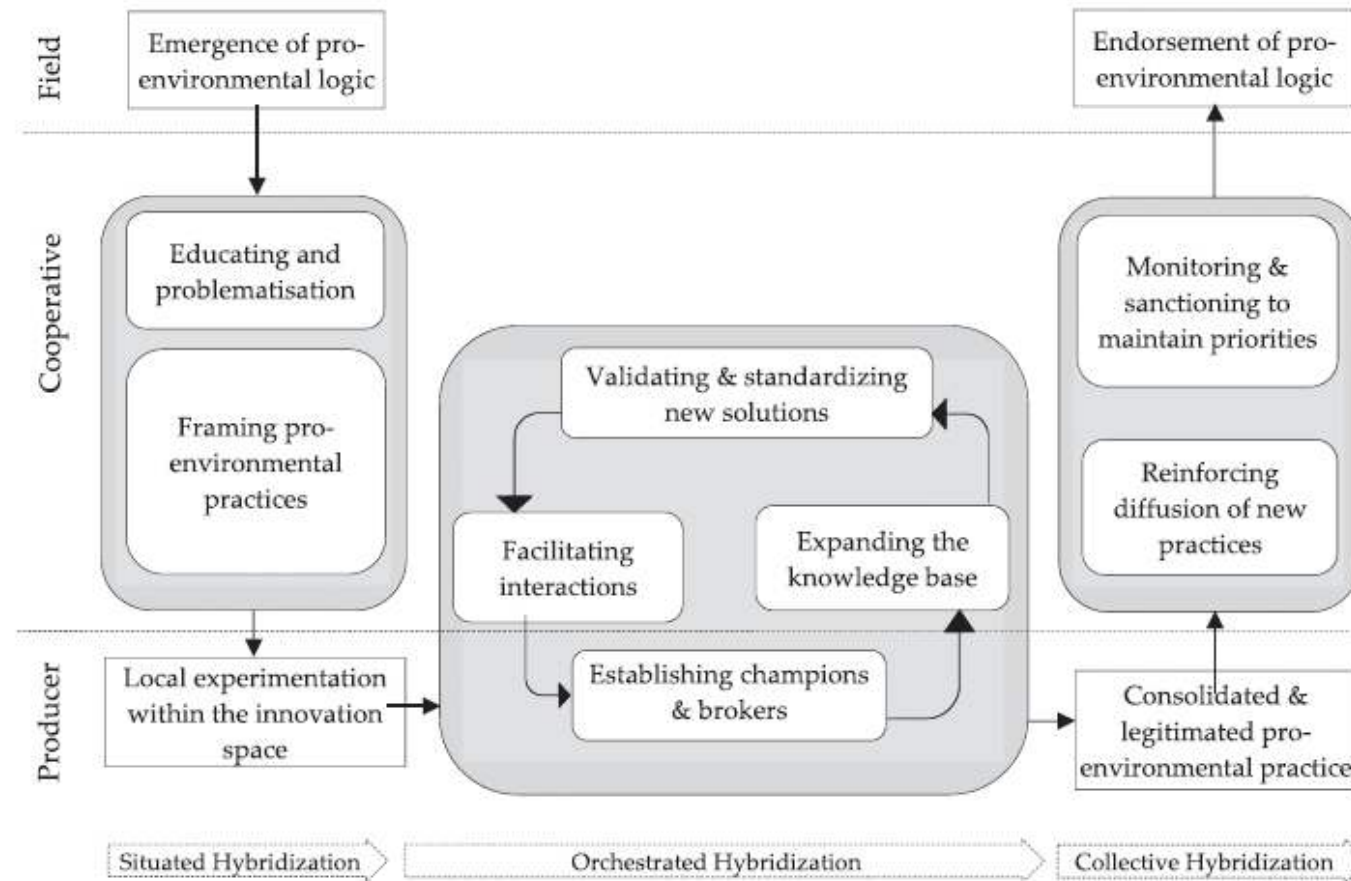 Field
Emergence of pro-
environmental logic
Endorsement of pro-
environmental logic
Cooperative
Educating and
problematisation
Framing pro-
environmental
practices
Validating & standardizing
new solutions
Facilitating
interactions
Expanding the
knowledge base
Monitoring &
sanctioning to
maintain priorities
Reinforcing
diffusion of new
practices
Producer
Local experimentation
within the innovation
space
Establishing champions
& brokers
Consolidated &
legitimated pro-
environmental practice
Situated Hybridization
Orchestrated Hybridization
Collective Hybridization